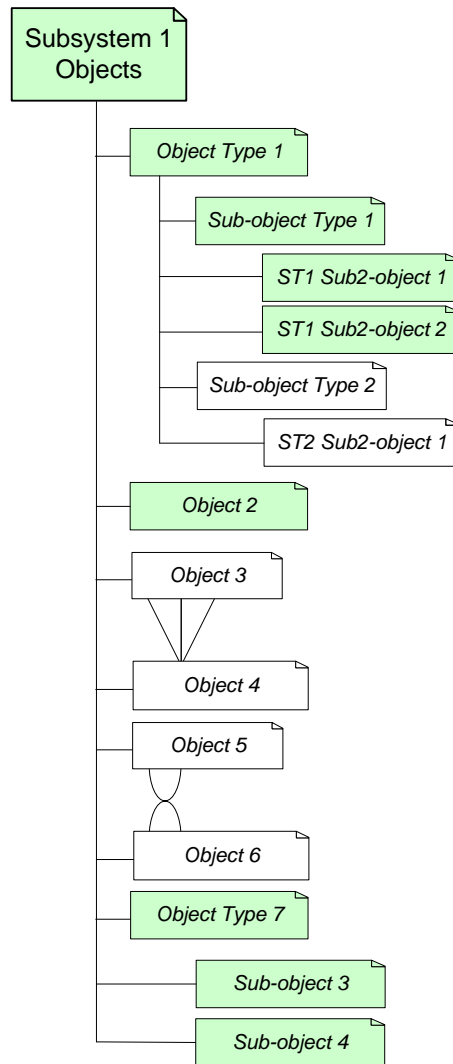 Subsystem 1
Objects
Object Type 1
Sub-object Type 1
ST1 Sub2-object 1
ST1 Sub2-object 2
Sub-object Type 2
ST2 Sub2-object 1
Object 2
Object 3
Object 4
Object 5
Object 6
Object Type 7
Sub-object 3
Sub-object 4